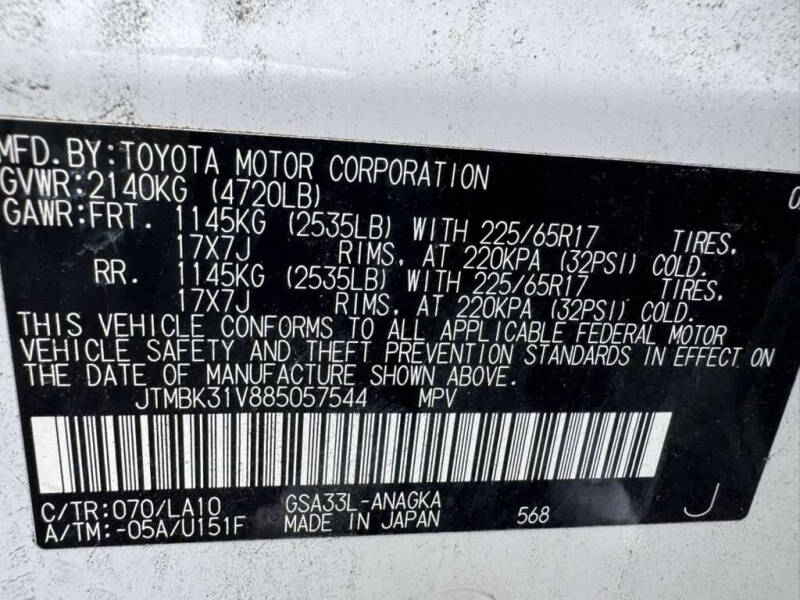 MFD. BY: TOYOTA MOTOR CORPORATION 0
GVWR: 2140KG (4720LB)
GAWR: FRT. 1145KG (2535LB) WITH 225/65R17 TIRES,
17X7J RIMS, AT 220KPA (32PSI) COLD.
RR. 1145KG (2535LB) WITH 225/65R17 TIRES,
17X7J RIMS, AT 220KPA (32PSI) COLD.
THIS VEHICLE CONFORMS TO ALL APPLICABLE FEDERAL MOTOR
VEHICLE SAFETY AND THEFT PREVENTION STANDARDS IN EFFECT ON
THE DATE OF MANUFACTURE SHOWN ABOVE.
JTMBK31V885057544 MPV
C/TR: 070/LA10 GSA33L-ANAGKA
A/TM: -05A/U151F MADE IN JAPAN 568 J